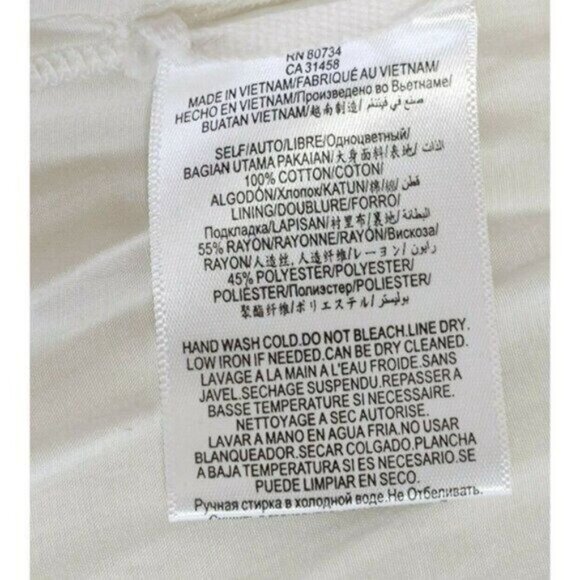 RN 80734
CA 31458
MADE IN VIETNAM/FABRIQUÉ AU VIETNAM/
HECHO EN VIETNAM/Произведено во Вьетнаме/
BUATAN VIETNAM/越南制造/ صنع في فيتنام
SELF/AUTO/LIBRE/Одноцветный/
BAGIAN UTAMA PAKAIAN/大身面料/表地/ الذات
100% COTTON/COTON/
ALGODÓN/Хлопок/KATUN/棉/綿/ قطن
LINING/DOUBLURE/FORRO/
Подкладка/LAPISAN/衬里布/裏地/ البطانة
55% RAYON/RAYONNE/RAYÓN/Вискоза/
RAYON/人造丝, 人造纤维/レーヨン/ رايون
45% POLYESTER/POLYESTER/
POLIÉSTER/Полиэстер/POLIESTER/
聚酯纤维/ポリエステル/ بوليستر
HAND WASH COLD.DO NOT BLEACH.LINE DRY.
LOW IRON IF NEEDED.CAN BE DRY CLEANED.
LAVAGE A LA MAIN A L'EAU FROIDE.SANS
JAVEL.SECHAGE SUSPENDU.REPASSER A
BASSE TEMPERATURE SI NECESSAIRE.
NETTOYAGE A SEC AUTORISE.
LAVAR A MANO EN AGUA FRIA.NO USAR
BLANQUEADOR.SECAR COLGADO.PLANCHA
A BAJA TEMPERATURA SI ES NECESARIO.SE
PUEDE LIMPIAR EN SECO.
Ручная стирка в холодной воде.Не Отбеливать.